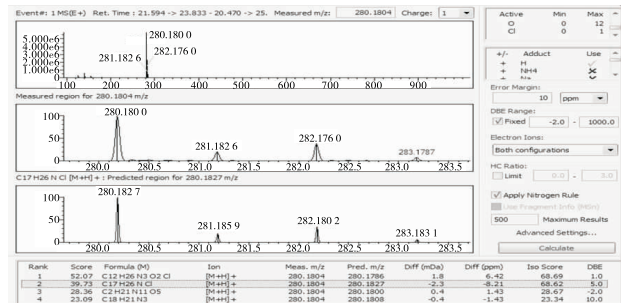 Event#: 1 MS(E+) Ret. Time : 21.594 -> 23.833 - 20.470 -> 25. Measured m/z: 280.1804 Charge: 1
5.000e6
4.000e6
3.000e6
2.000e6
1.000e6
280.180 0
281.182 6
282.176 0
100 200 300 400 500 600 700 800 900
Measured region for 280.1804 m/z
100
50
0
280.180 0
281.182 6
282.176 0
283.1787
280.0 280.5 281.0 281.5 282.0 282.5 283.0 283.5
C17 H26 N Cl [M+H]+ : Predicted region for 280.1827 m/z
100
50
0
280.182 7
281.185 9
282.180 2
283.183 1
280.0 280.5 281.0 281.5 282.0 282.5 283.0 283.5
Active Min Max
O 0 12
Cl 0 1
+/- Adduct Use
+ H
+ NH4
+ Na
Error Margin:
10 ppm
DBE Range:
Fixed -2.0 - 1000.0
Electron Ions:
Both configurations
HC Ratio:
Limit 0.0 - 3.0
Apply Nitrogen Rule
Use Fragment Info (MSn)
500 Maximum Results
Advanced Settings...
Calculate
Rank Score Formula (M) Ion Meas. m/z Pred. m/z Diff (mDa) Diff (ppm) Iso Score DBE
1 52.07 C12 H26 N3 O2 Cl [M+H]+ 280.1804 280.1786 1.8 6.42 68.69 1.0
2 39.73 C17 H26 N Cl [M+H]+ 280.1804 280.1827 -2.3 -8.21 68.62 5.0
3 28.36 C2 H21 N11 O5 [M+H]+ 280.1804 280.1800 0.4 1.43 28.67 -2.0
4 23.09 C18 H21 N3 [M+H]+ 280.1804 280.1808 -0.4 -1.43 23.34 10.0